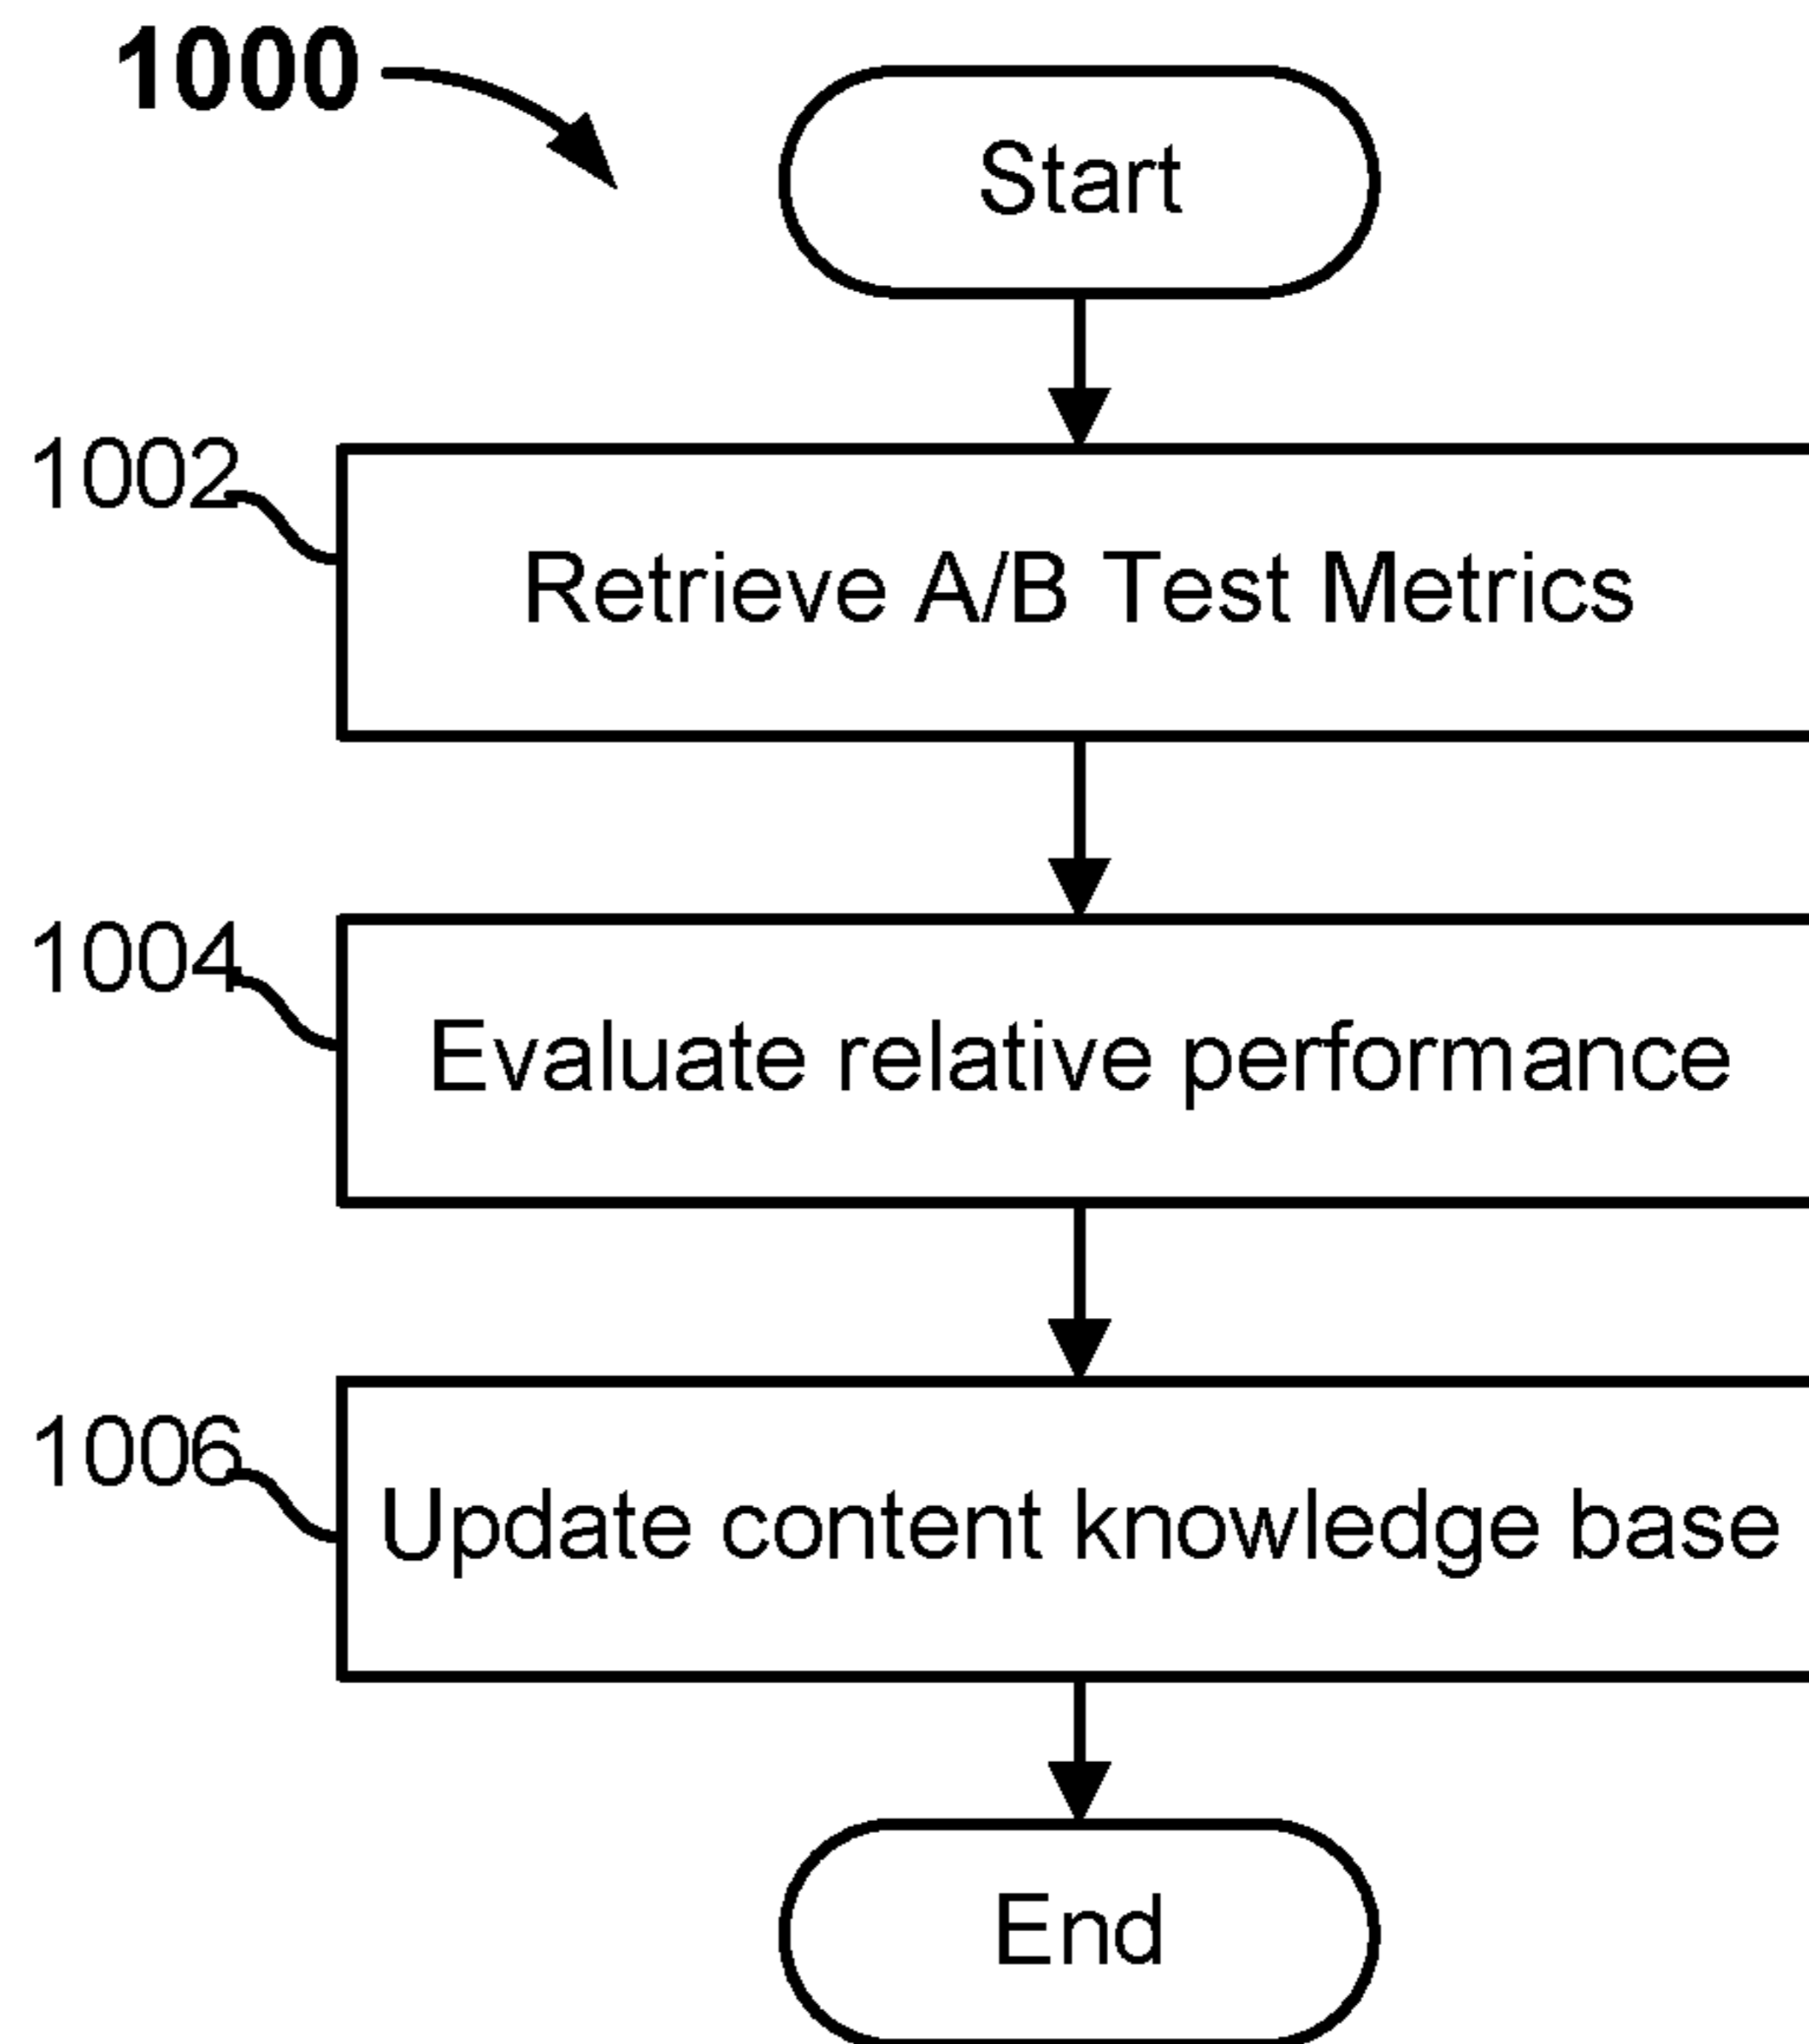 1000
Start
1002
Retrieve A/B Test Metrics
1004
Evaluate relative performance
1006
Update content knowledge base
End